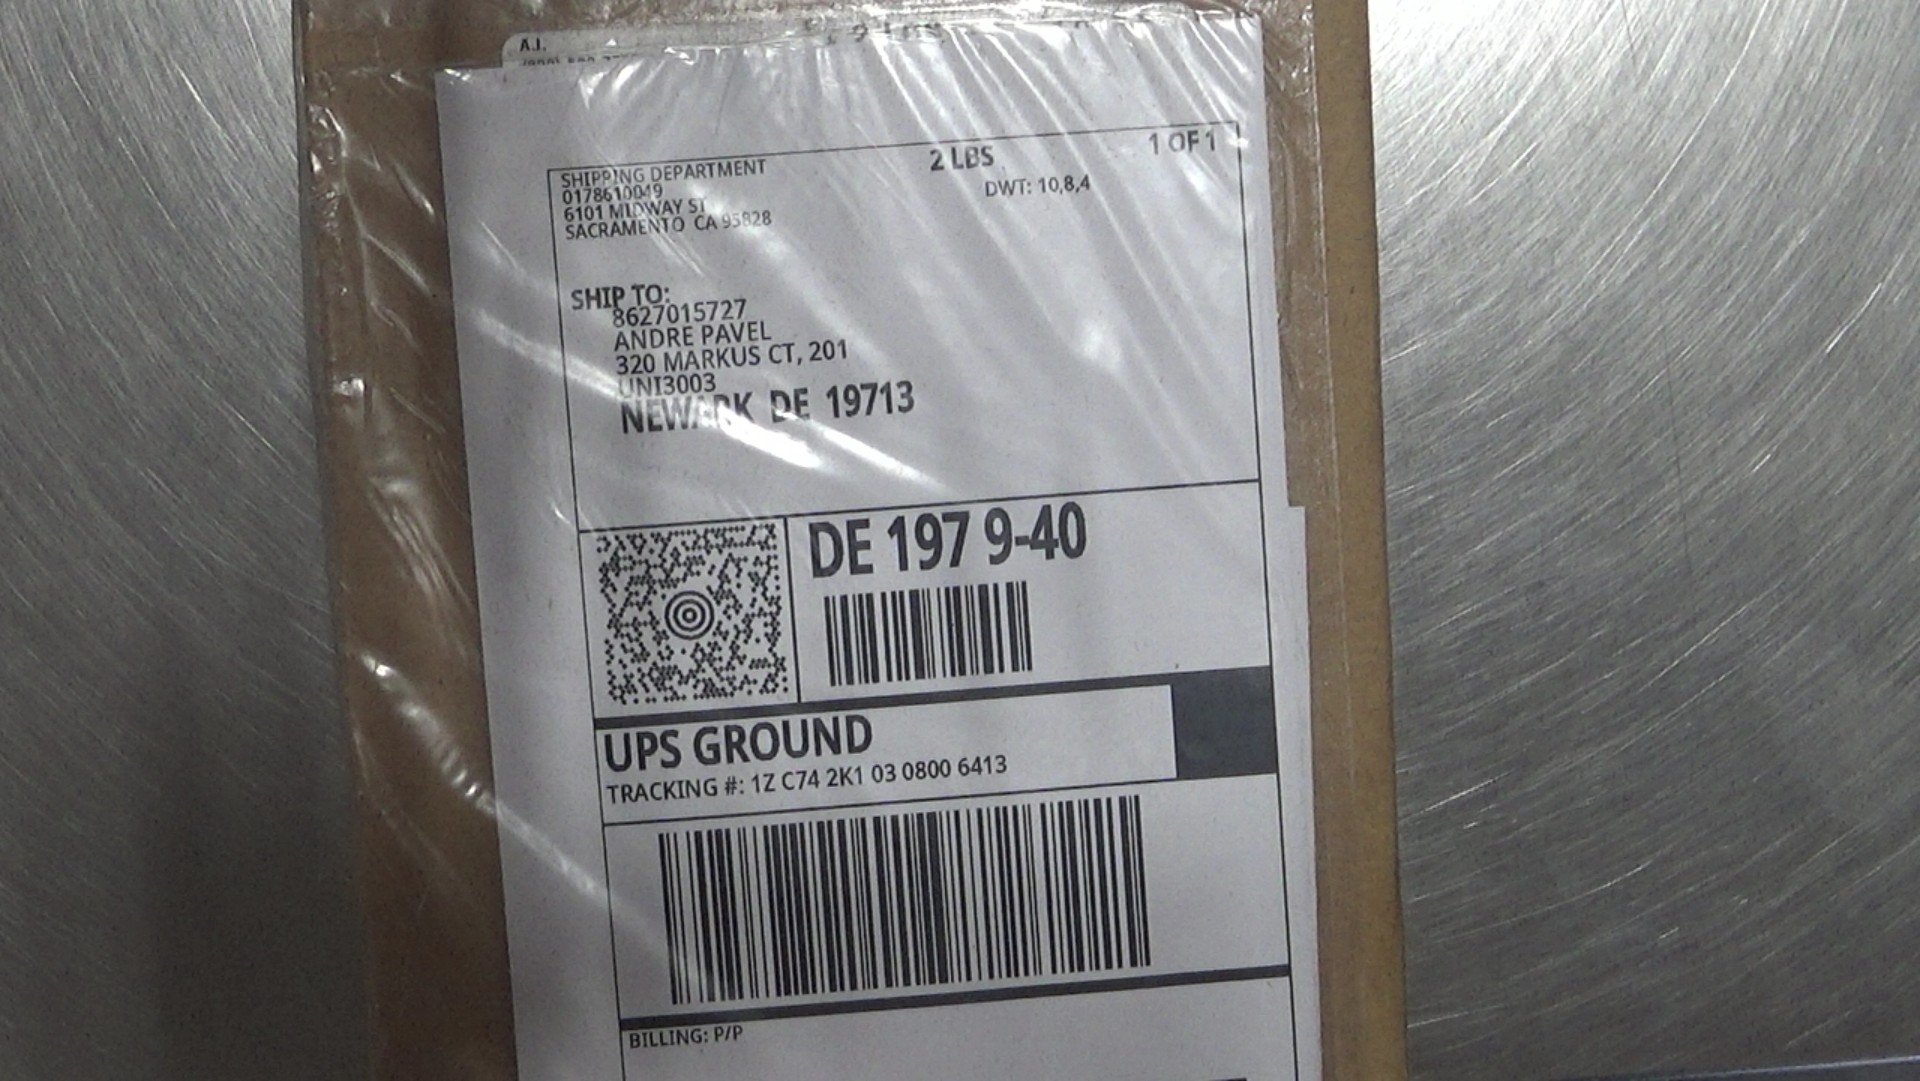 A.I.
SHIPPING DEPARTMENT
0178610049
6101 MIDWAY ST
SACRAMENTO CA 95828
2 LBS
1 OF 1
DWT: 10,8,4
SHIP TO:
8627015727
ANDRE PAVEL
320 MARKUS CT, 201
UNI3003
NEWARK DE 19713
DE 197 9-40
UPS GROUND
TRACKING #: 1Z C74 2K1 03 0800 6413
BILLING: P/P